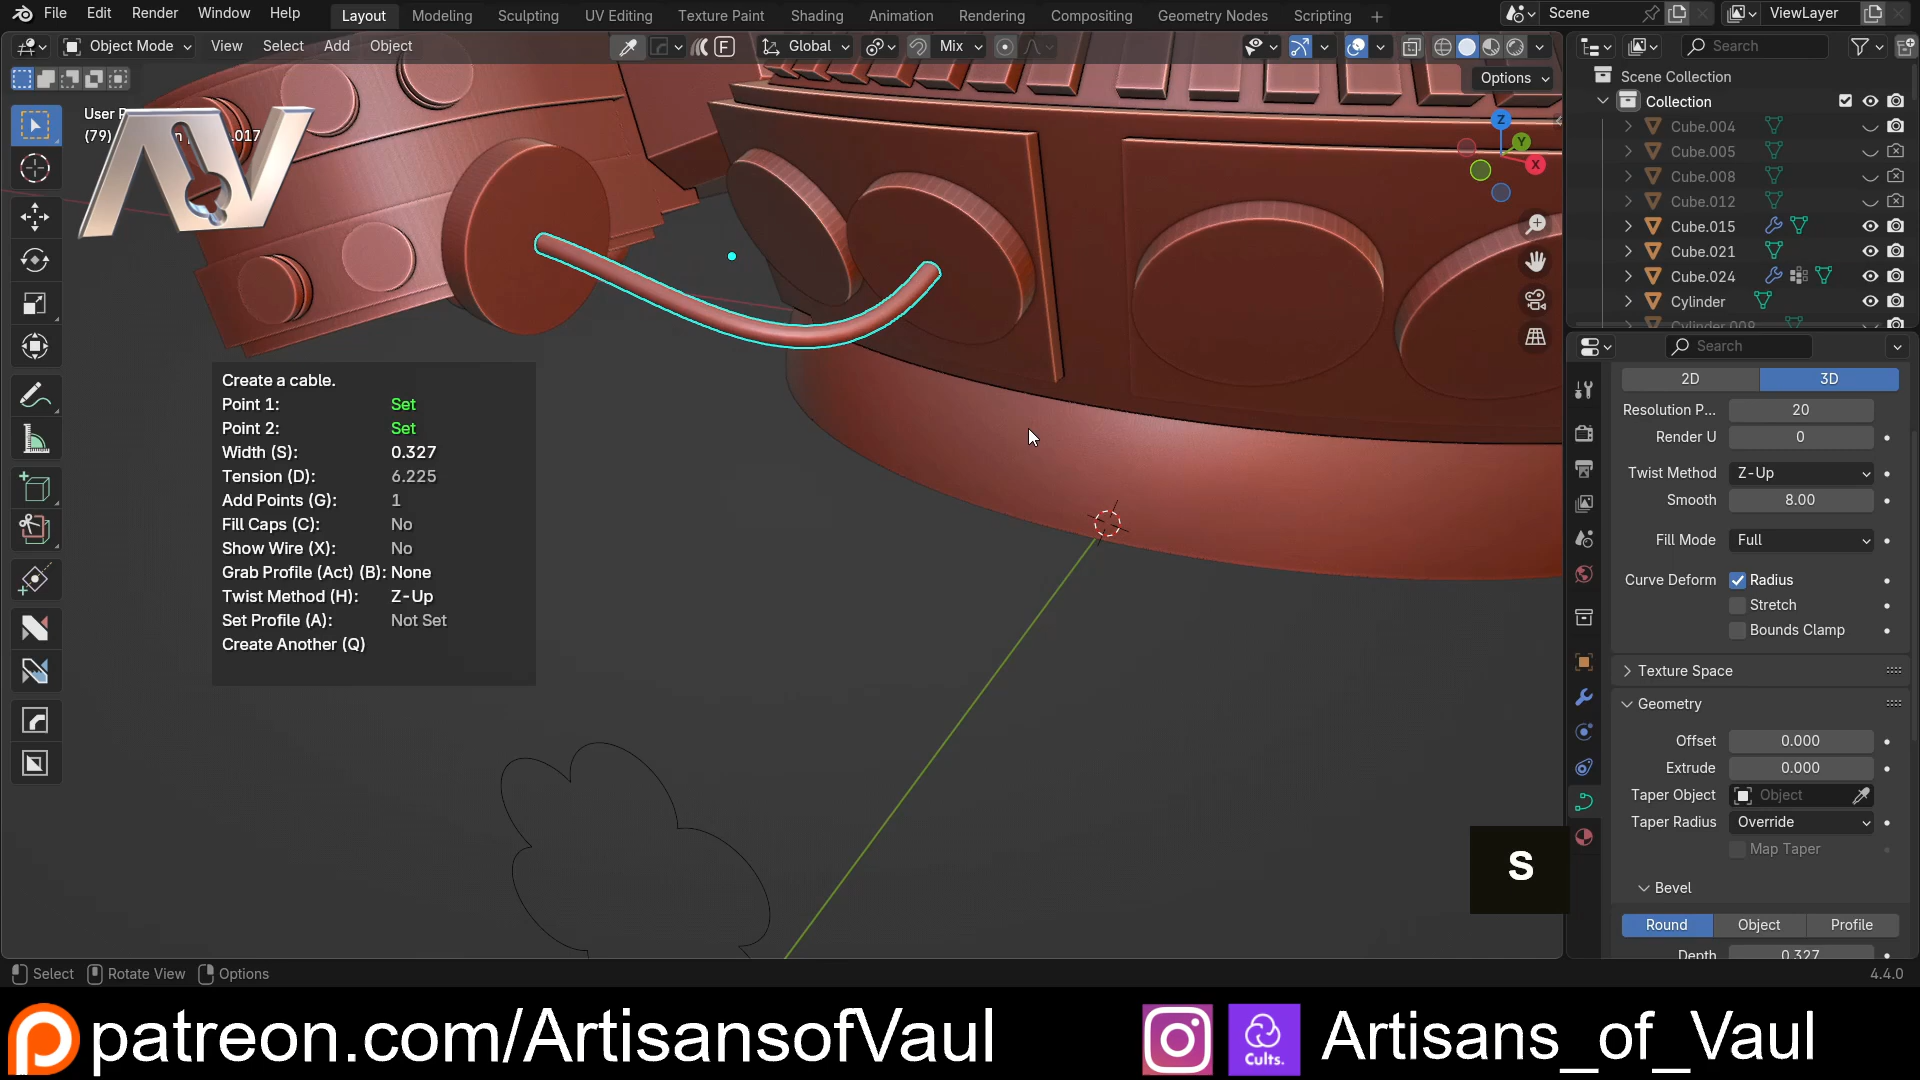 File Edit Render Window Help Layout Modeling Sculpting UV Editing Texture Paint Shading Animation Rendering Compositing Geometry Nodes Scripting + Scene ViewLayer
Object Mode View Select Add Object F Global Mix Search
Options
Scene Collection
Collection
User P
(79) .017
Cube.004
Cube.005
Cube.008
Cube.012
Cube.015
Cube.021
Cube.024
Cylinder
Cylinder.009
Z
Y
X
AV
Search
2D 3D
Resolution P... 20
Render U 0
Twist Method Z-Up
Smooth 8.00
Fill Mode Full
Curve Deform Radius
Stretch
Bounds Clamp
Texture Space
Geometry
Offset 0.000
Extrude 0.000
Taper Object Object
Taper Radius Override
Map Taper
Bevel
Round Object Profile
Depth 0.327
Create a cable.
Point 1: Set
Point 2: Set
Width (S): 0.327
Tension (D): 6.225
Add Points (G): 1
Fill Caps (C): No
Show Wire (X): No
Grab Profile (Act) (B): None
Twist Method (H): Z-Up
Set Profile (A): Not Set
Create Another (Q)
S
Select Rotate View Options 4.4.0
patreon.com/ArtisansofVaul Cults. Artisans_of_Vaul